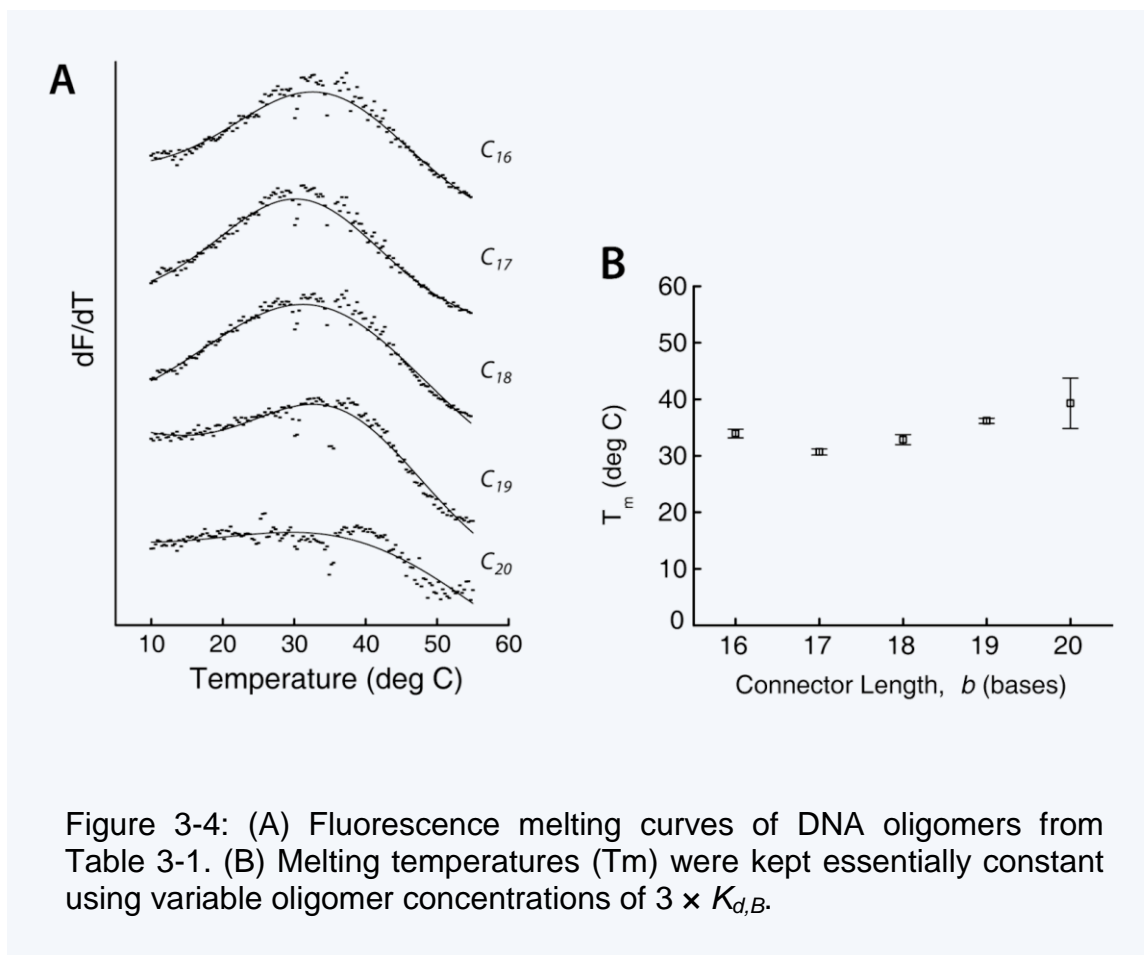 A
dF/dT
C16
C17
C18
C19
C20
10 20 30 40 50 60
Temperature (deg C)
B
Tm (deg C)
60
50
40
30
20
10
0
16 17 18 19 20
Connector Length, b (bases)
Figure 3-4: (A) Fluorescence melting curves of DNA oligomers from
Table 3-1. (B) Melting temperatures (Tm) were kept essentially constant
using variable oligomer concentrations of 3 × Kd,B.